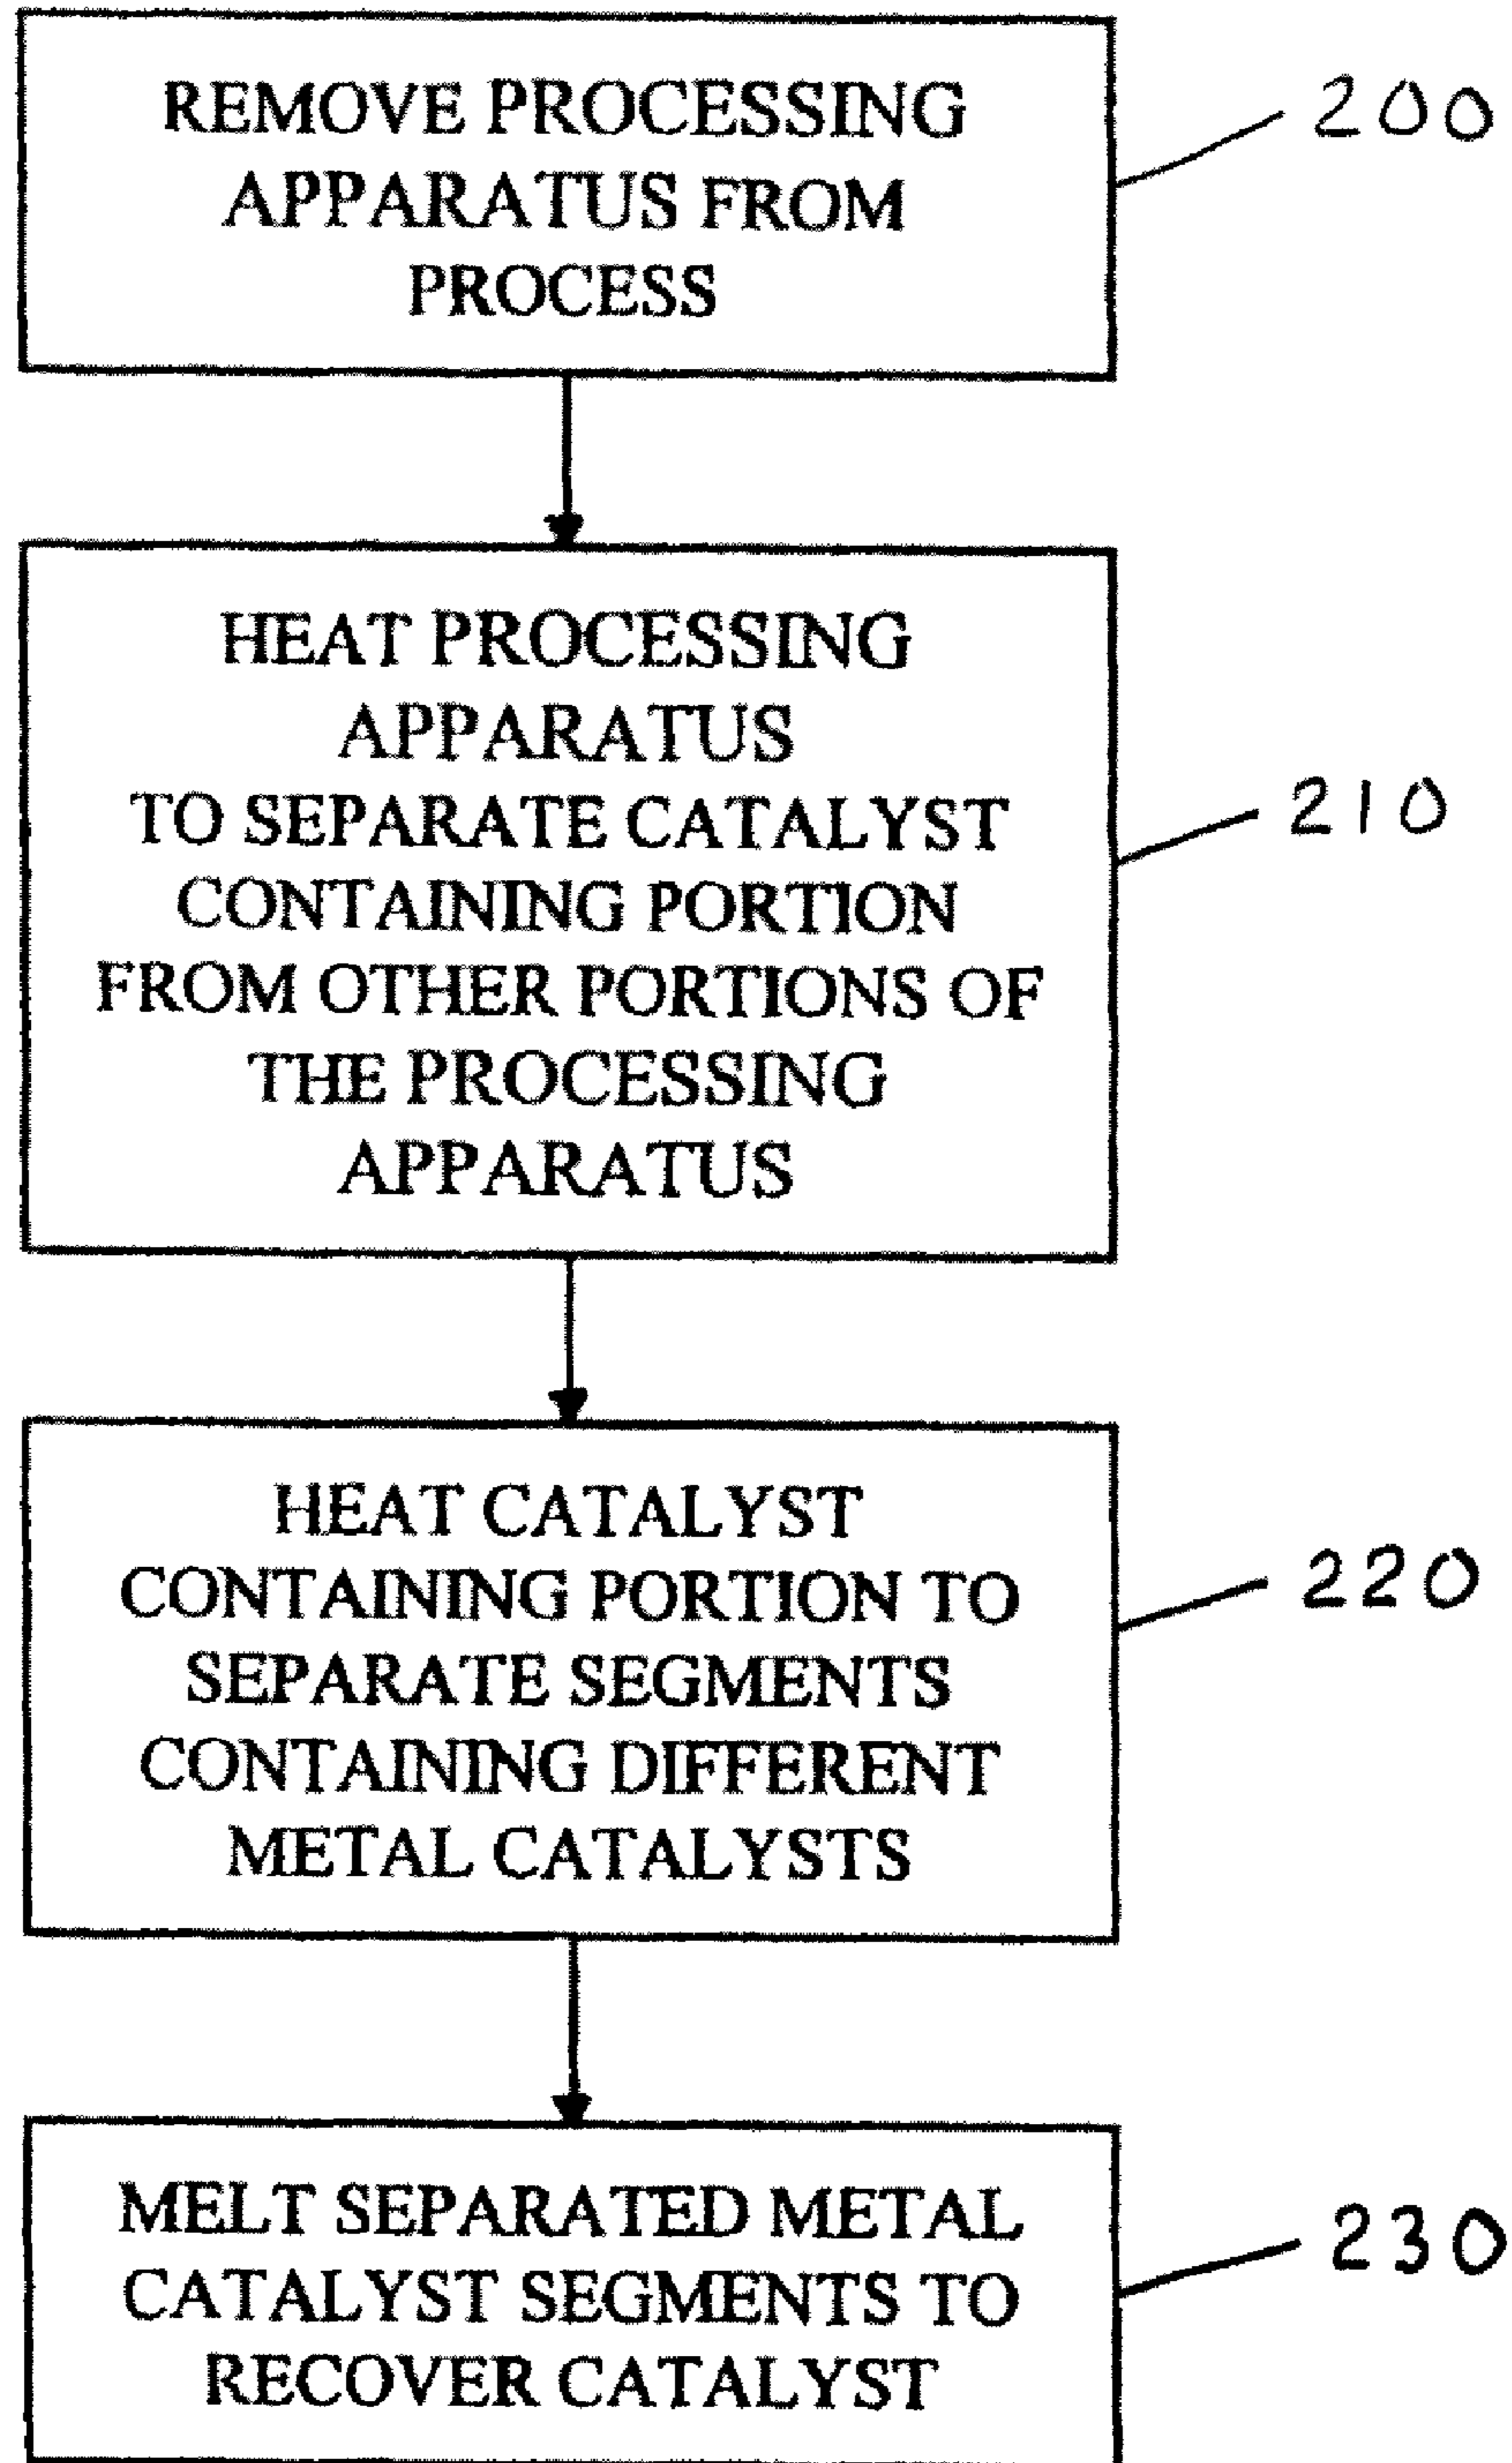 REMOVE PROCESSING
APPARATUS FROM
PROCESS
200
HEAT PROCESSING
APPARATUS
TO SEPARATE CATALYST
CONTAINING PORTION
FROM OTHER PORTIONS OF
THE PROCESSING
APPARATUS
210
HEAT CATALYST
CONTAINING PORTION TO
SEPARATE SEGMENTS
CONTAINING DIFFERENT
METAL CATALYSTS
220
MELT SEPARATED METAL
CATALYST SEGMENTS TO
RECOVER CATALYST
230